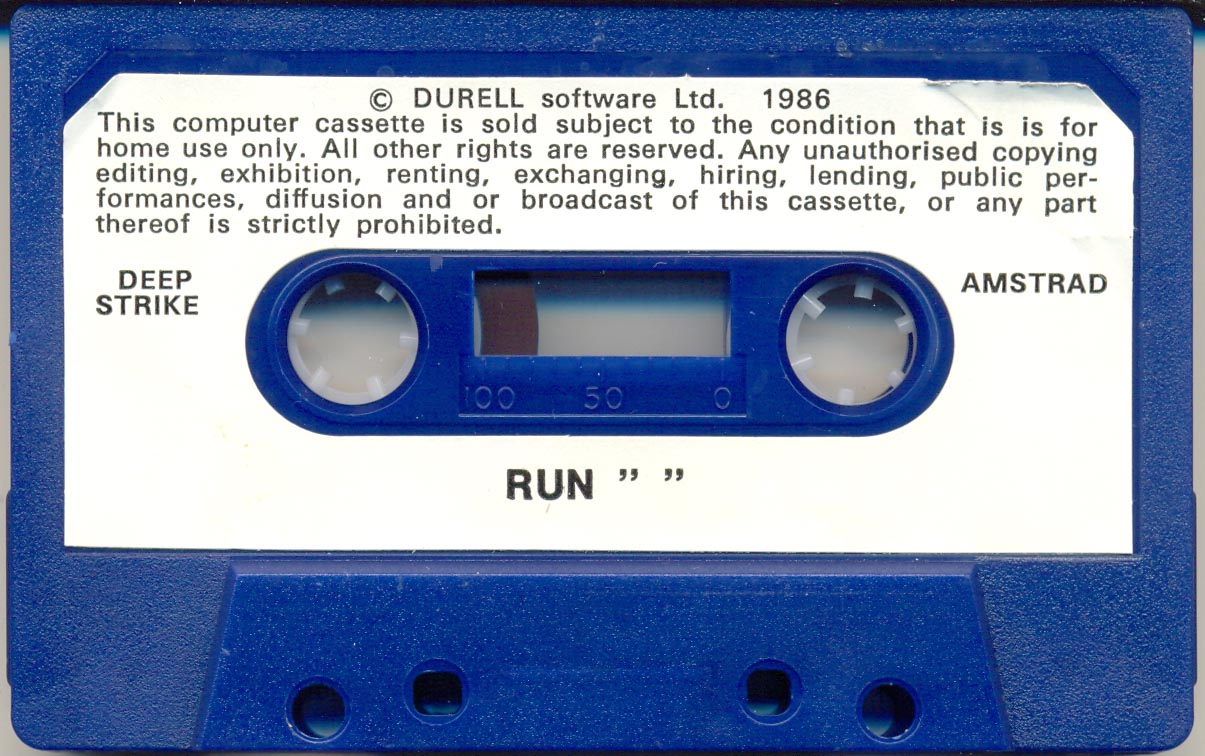 © DURELL software Ltd. 1986
This computer cassette is sold subject to the condition that is is for
home use only. All other rights are reserved. Any unauthorised copying
editing, exhibition, renting, exchanging, hiring, lending, public per-
formances, diffusion and or broadcast of this cassette, or any part
thereof is strictly prohibited.
DEEP
STRIKE
AMSTRAD
100 50 0
RUN ” ”